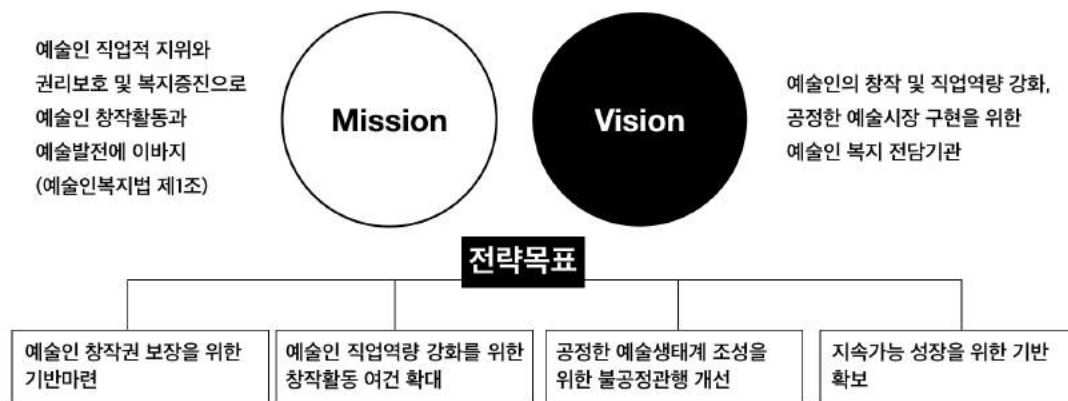 예술인 직업적 지위와
권리보호 및 복지증진으로
예술인 창작활동과
예술발전에 이바지
(예술인복지법 제1조)
Mission
Vision
예술인의 창작 및 직업역량 강화,
공정한 예술시장 구현을 위한
예술인 복지 전담기관
전략목표
예술인 창작권 보장을 위한
기반마련
예술인 직업역량 강화를 위한
창작활동 여건 확대
공정한 예술생태계 조성을
위한 불공정관행 개선
지속가능 성장을 위한 기반
확보